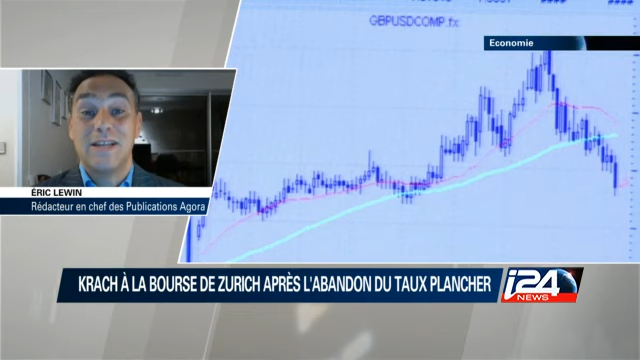 GBPUSDCOMP.fx
Economie
ÉRIC LEWIN
Rédacteur en chef des Publications Agora
KRACH À LA BOURSE DE ZURICH APRÈS L'ABANDON DU TAUX PLANCHER
i24
NEWS